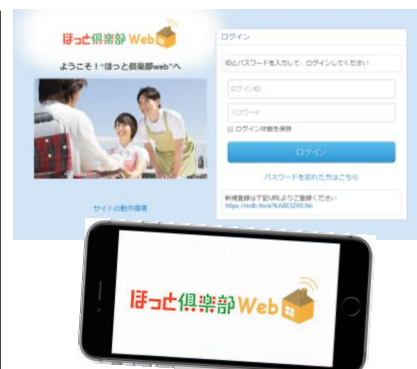 ほっと倶楽部 Web
ようこそ！"ほっと倶楽部web"へ
サイトの動作環境
ログイン
IDとパスワードを入力して、ログインしてください
ログインID
パスワード
ログイン状態を保持
ログイン
パスワードを忘れた方はこちら
新規登録は下記URLよりご登録ください
ほっと倶楽部 Web